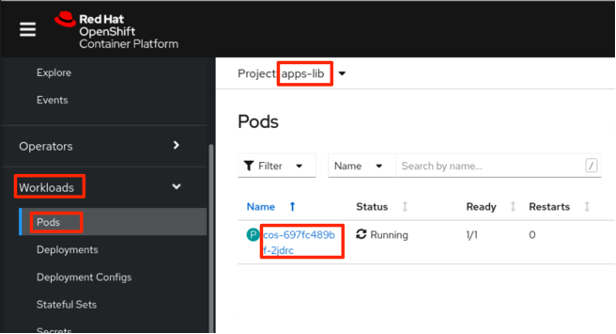 Red Hat
OpenShift
Container Platform
Explore
Events
Operators
Workloads
Pods
Deployments
Deployment Configs
Stateful Sets
Secrets
Project: apps-lib
Pods
Filter Name Search by name... /
Name Status Ready Restarts
P cos-697fc489b Running 1/1 0
f-2jdrc